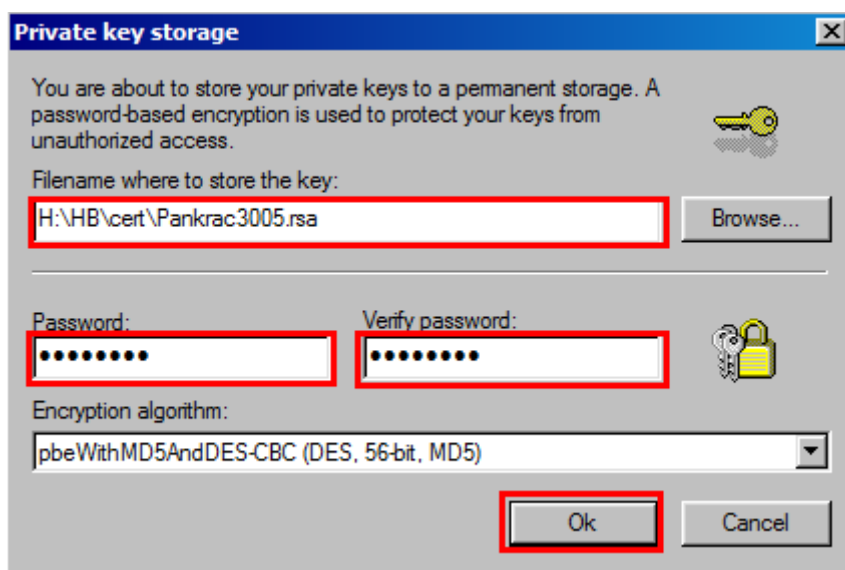 Private key storage
You are about to store your private keys to a permanent storage. A
password-based encryption is used to protect your keys from
unauthorized access.
Filename where to store the key:
H:\HB\cert\Pankrac3005.rsa
Browse...
Password:
Verify password:
●●●●●●●●
●●●●●●●●
Encryption algorithm:
pbeWithMD5AndDES-CBC (DES, 56-bit, MD5)
Ok
Cancel